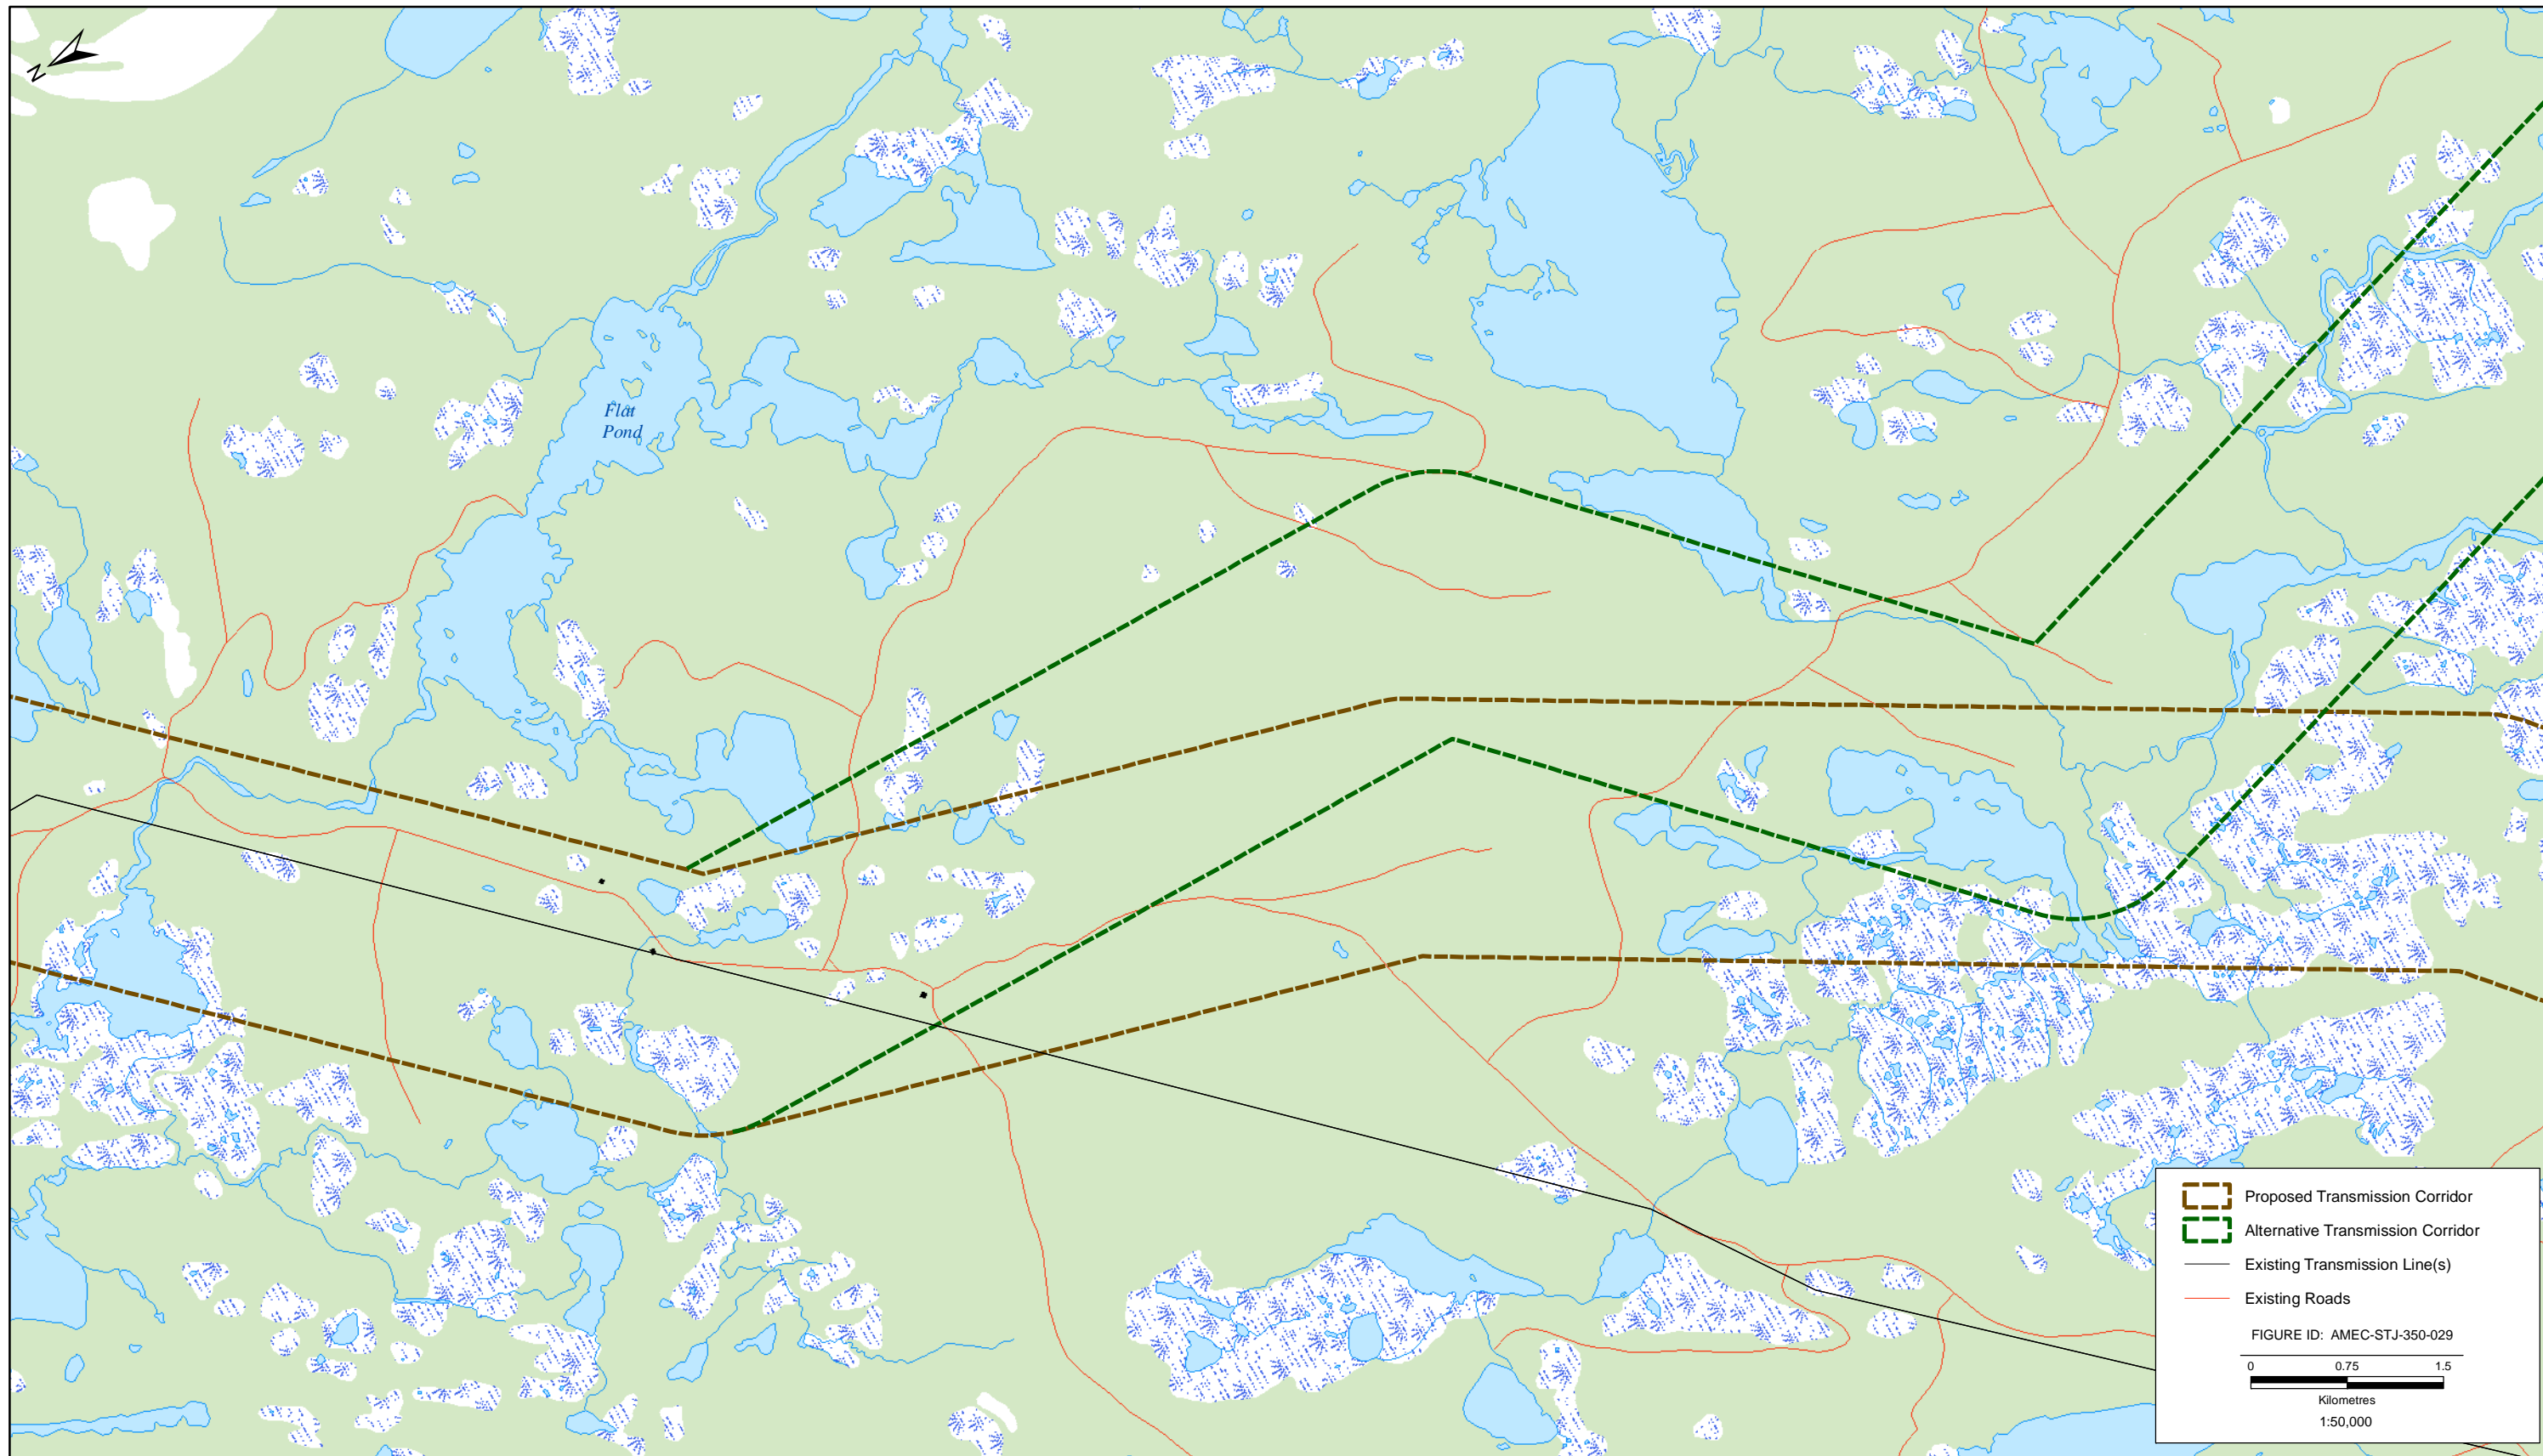 N
Flat
Pond
Proposed Transmission Corridor
Alternative Transmission Corridor
Existing Transmission Line(s)
Existing Roads
FIGURE ID: AMEC-STJ-350-029
0 0.75 1.5
Kilometres
1:50,000